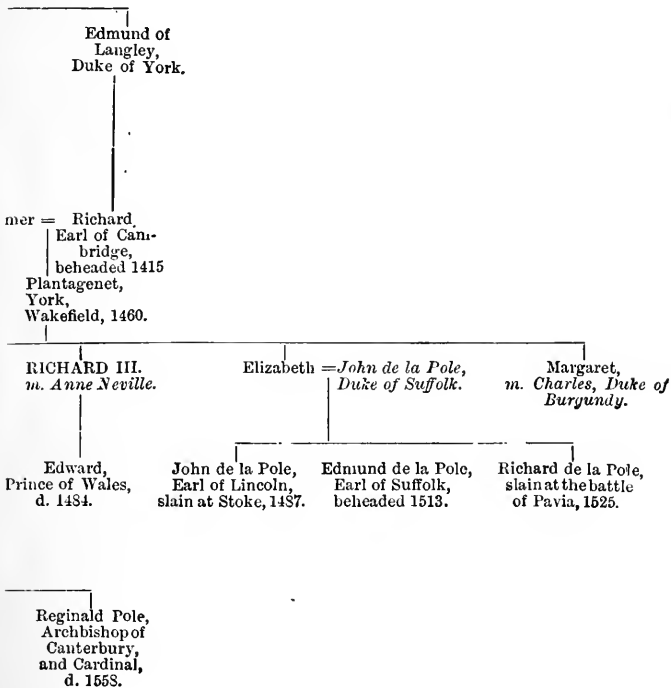 Edmund of
Langley,
Duke of York.
mer = Richard,
Earl of Cam-
bridge,
beheaded 1415
Plantagenet,
York,
Wakefield, 1460.
RICHARD III.
m. Anne Neville.
Elizabeth = John de la Pole,
Duke of Suffolk.
Margaret,
m. Charles, Duke of
Burgundy.
Edward,
Prince of Wales,
d. 1484.
John de la Pole,
Earl of Lincoln,
slain at Stoke, 1487.
Edmund de la Pole,
Earl of Suffolk,
beheaded 1513.
Richard de la Pole,
slain at the battle
of Pavia, 1525.
Reginald Pole,
Archbishop of
Canterbury,
and Cardinal,
d. 1558.